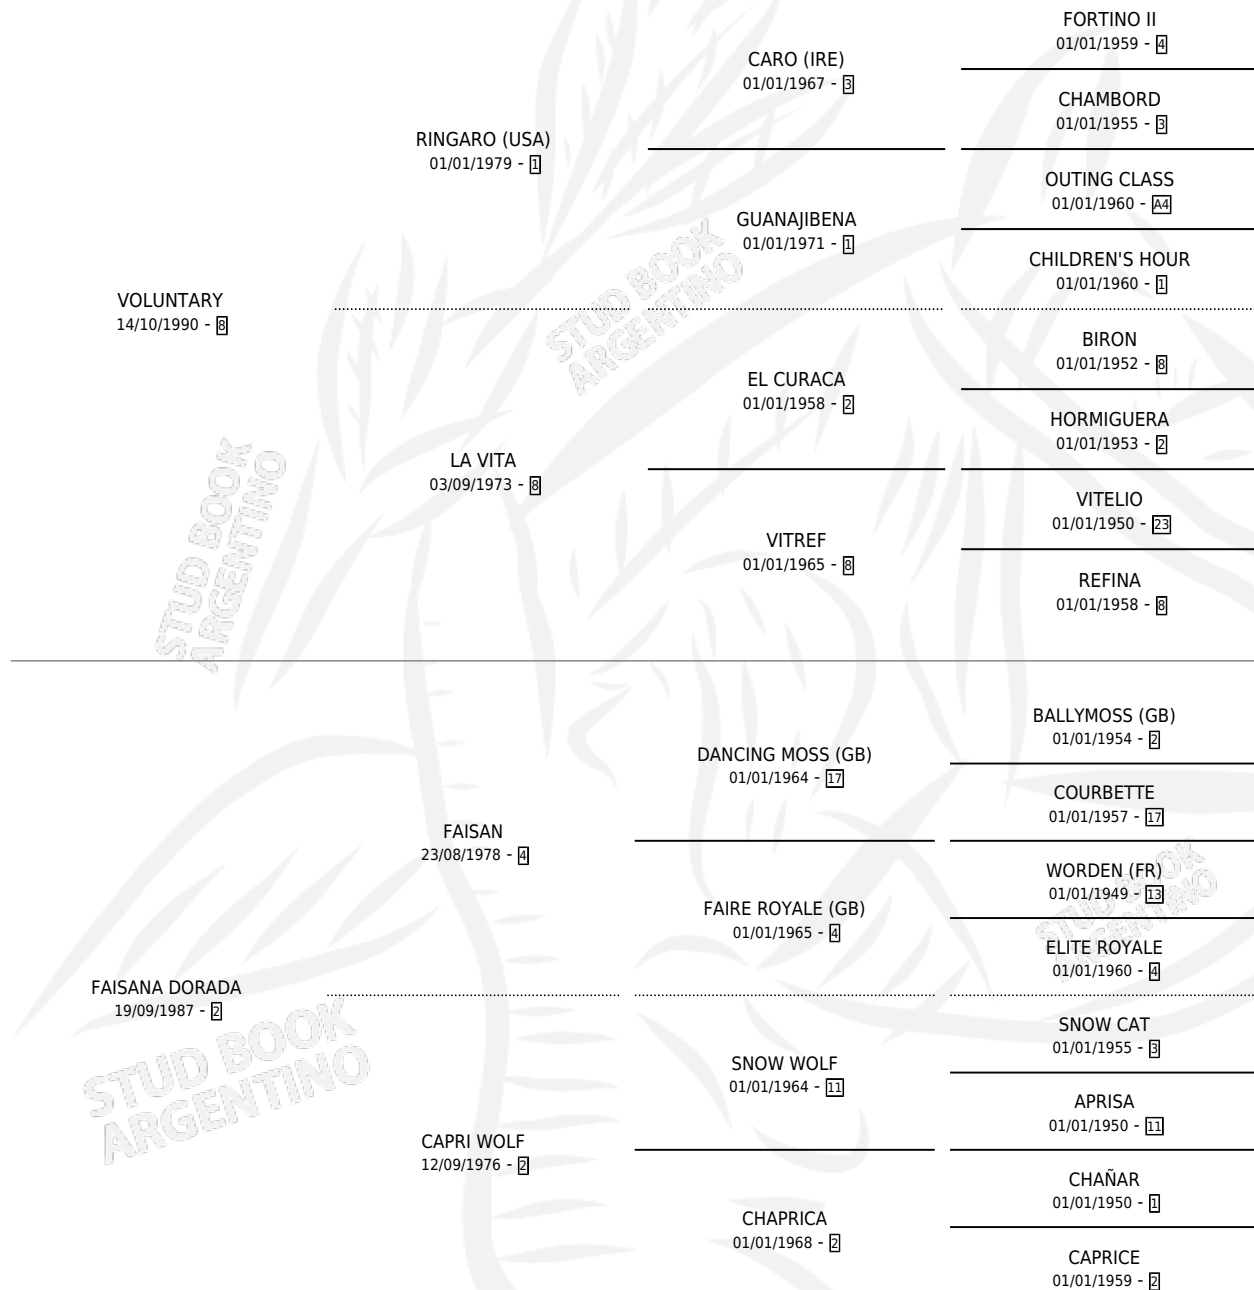 FORTINO II
01/01/1959 - 4
CARO (IRE)
01/01/1967 - 3
CHAMBORD
01/01/1955 - 3
RINGARO (USA)
01/01/1979 - 1
OUTING CLASS
01/01/1960 - A4
GUANAJIBENA
01/01/1971 - 1
CHILDREN'S HOUR
01/01/1960 - 1
VOLUNTARY
14/10/1990 - 8
BIRON
01/01/1952 - 8
EL CURACA
01/01/1958 - 2
HORMIGUERA
01/01/1953 - 2
LA VITA
03/09/1973 - 8
VITELIO
01/01/1950 - 23
VITREF
01/01/1965 - 8
REFINA
01/01/1958 - 8
STUD BOOK
ARGENTINO
STUD BOOK
ARGENTINO
BALLYMOSS (GB)
01/01/1954 - 2
DANCING MOSS (GB)
01/01/1964 - 17
COURBETTE
01/01/1957 - 17
FAISAN
23/08/1978 - 4
WORDEN (FR)
01/01/1949 - 13
FAIRE ROYALE (GB)
01/01/1965 - 4
ELITE ROYALE
01/01/1960 - 4
FAISANA DORADA
19/09/1987 - 2
SNOW CAT
01/01/1955 - 3
SNOW WOLF
01/01/1964 - 11
APRISA
01/01/1950 - 11
CAPRI WOLF
12/09/1976 - 2
CHAÑAR
01/01/1950 - 1
CHAPRICA
01/01/1968 - 2
CAPRICE
01/01/1959 - 2
STUD BOOK
ARGENTINO
STUD BOOK
ARGENTINO